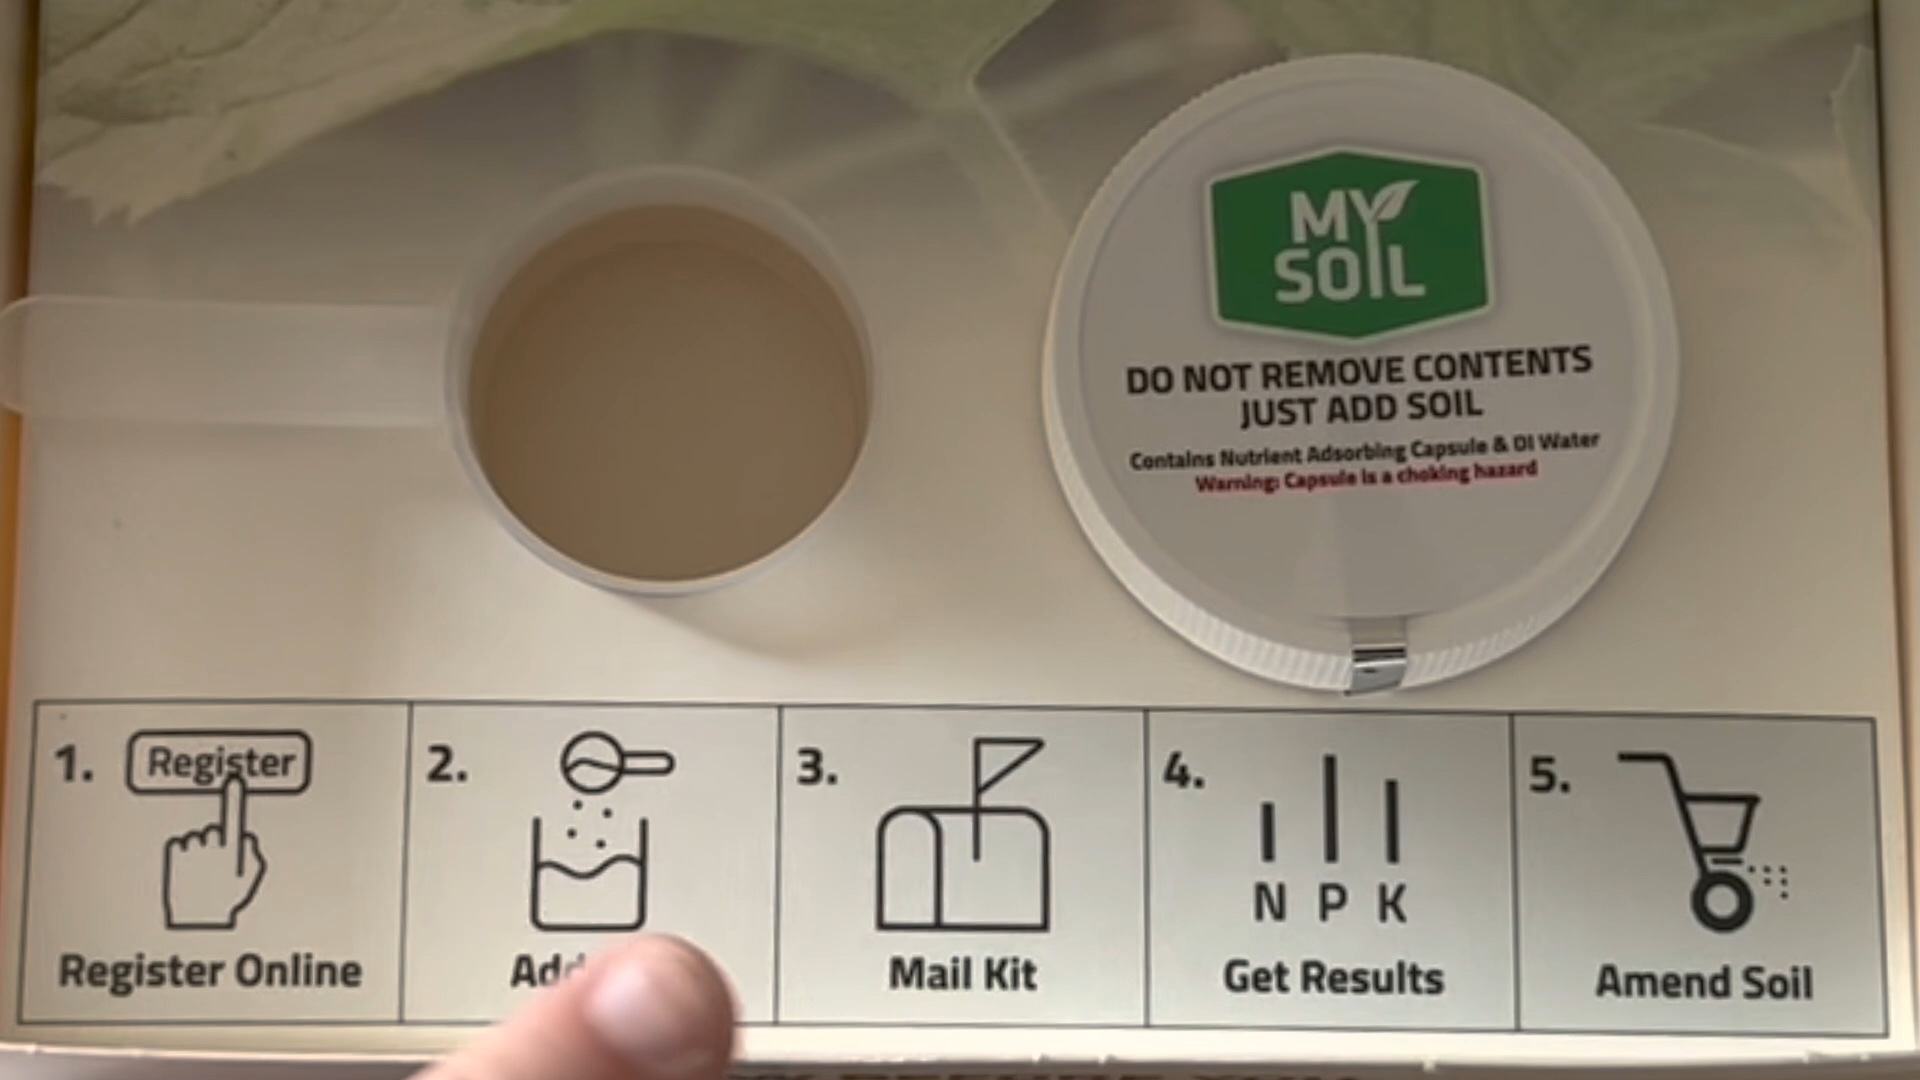 MY
SOIL
DO NOT REMOVE CONTENTS
JUST ADD SOIL
Contains Nutrient Adsorbing Capsule & DI Water
Warning: Capsule is a choking hazard
1. Register
Register Online
2.
3.
Mail Kit
4.
N P K
Get Results
5.
Amend Soil